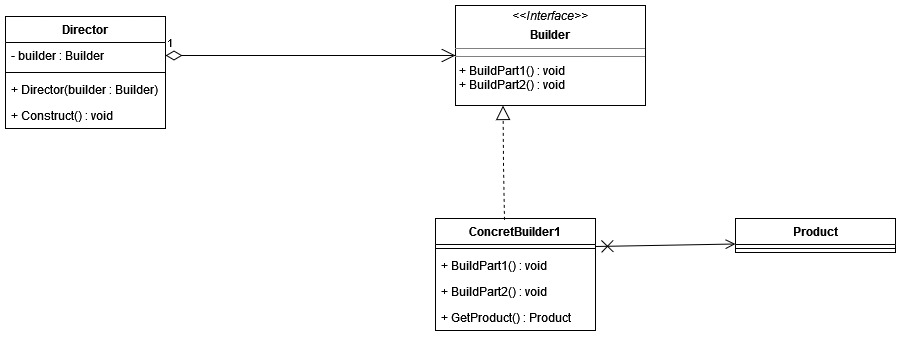 Director
- builder : Builder
+ Director(builder : Builder)
+ Construct() : void
1
<<Interface>>
Builder
+ BuildPart1() : void
+ BuildPart2() : void
ConcretBuilder1
+ BuildPart1() : void
+ BuildPart2() : void
+ GetProduct() : Product
Product